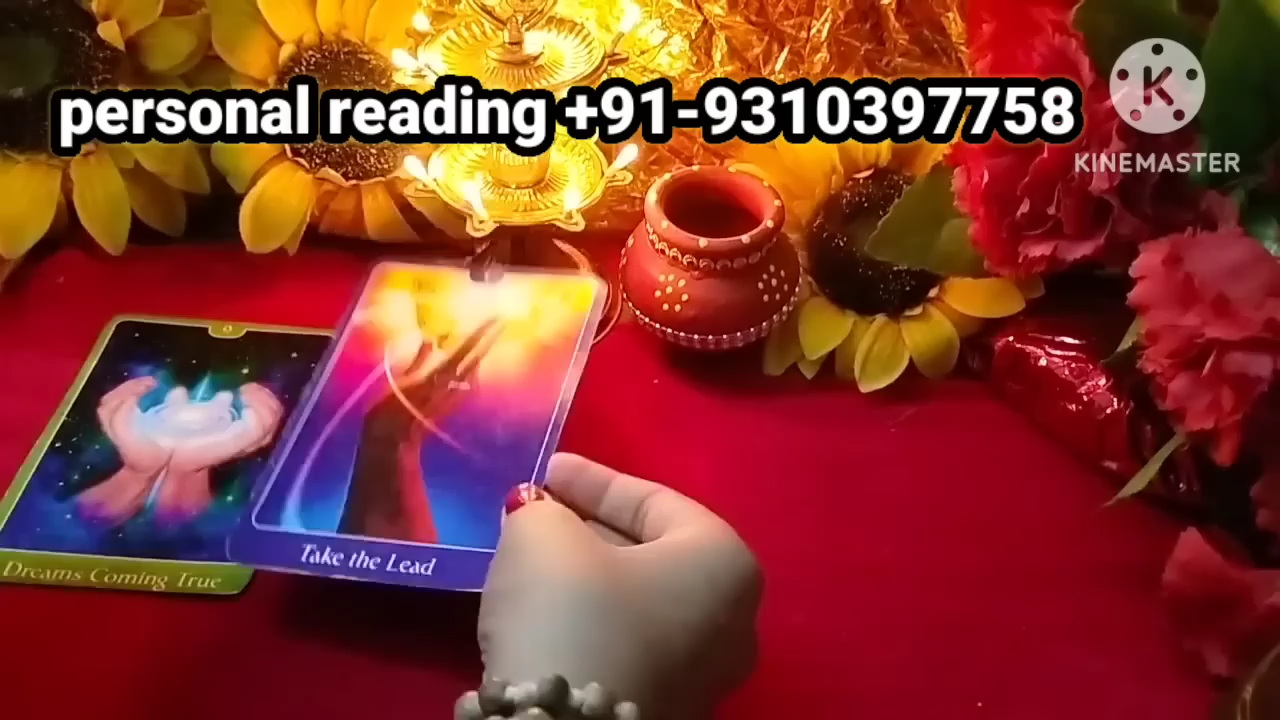 personal reading +91-9310397758
KINEMASTER
Take the Lead
Dreams Coming True